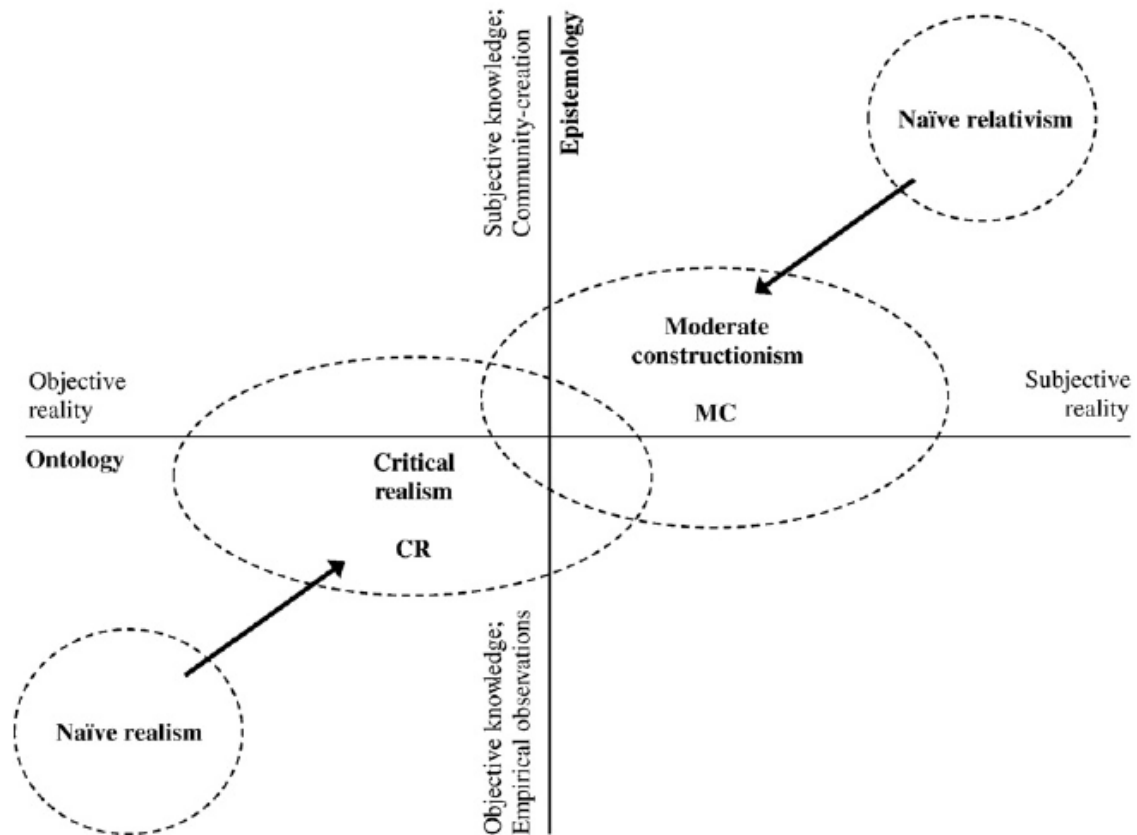 Subjective knowledge;
Community-creation
Epistemology
Naïve relativism
Moderate
constructionism
MC
Objective
reality
Subjective
reality
Ontology
Critical
realism
CR
Objective knowledge;
Empirical observations
Naïve realism